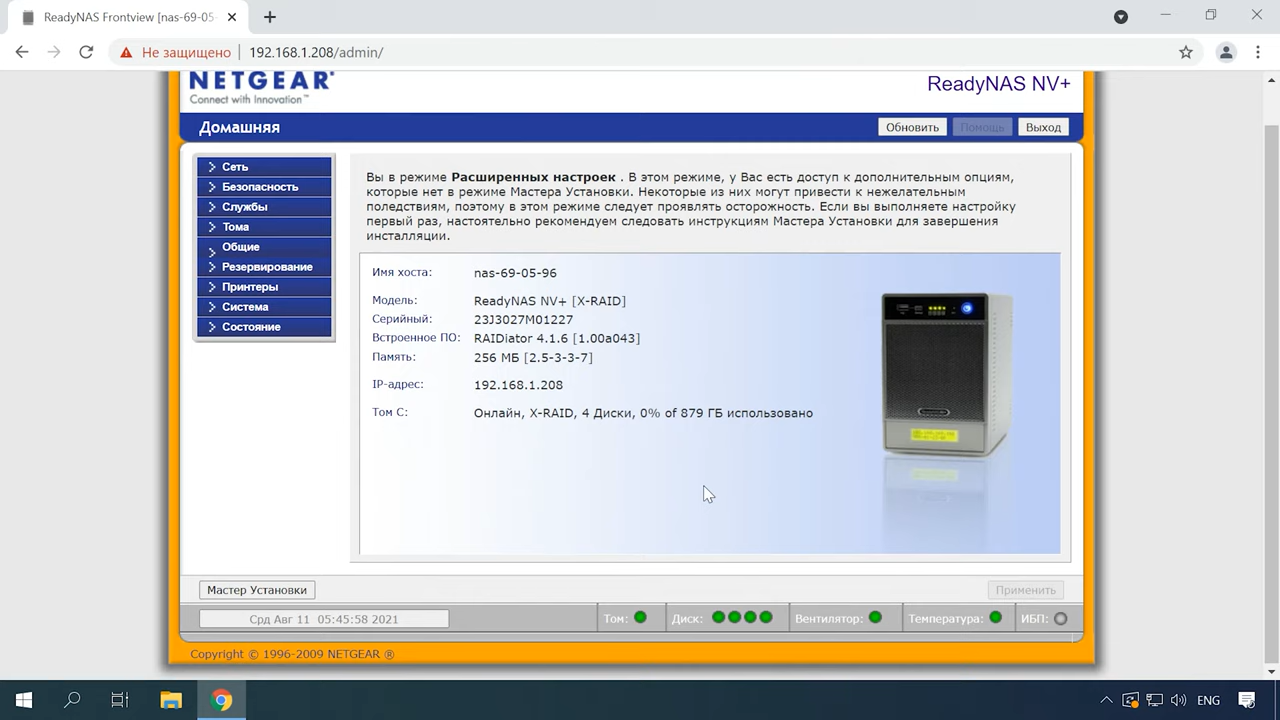 ReadyNAS Frontview [nas-69-05-
Не защищено
192.168.1.208/admin/
NETGEAR®
Connect with Innovation™
ReadyNAS NV+
Домашняя
Обновить
Помощь
Выход
Сеть
Безопасность
Службы
Тома
Общие
Резервирование
Принтеры
Система
Состояние
Вы в режиме Расширенных настроек . В этом режиме, у Вас есть доступ к дополнительным опциям,
которые нет в режиме Мастера Установки. Некоторые из них могут привести к нежелательным
поледствиям, поэтому в этом режиме следует проявлять осторожность. Если вы выполняете настройку
первый раз, настоятельно рекомендуем следовать инструкциям Мастера Установки для завершения
инсталляции.
Имя хоста: nas-69-05-96
Модель: ReadyNAS NV+ [X-RAID]
Серийный: 23J3027M01227
Встроенное ПО: RAIDiator 4.1.6 [1.00a043]
Память: 256 МБ [2.5-3-3-7]
IP-адрес: 192.168.1.208
Том C: Онлайн, X-RAID, 4 Диски, 0% of 879 ГБ использовано
Мастер Установки
Применить
Срд Авг 11 05:45:58 2021
Том:
Диск:
Вентилятор:
Температура:
ИБП:
Copyright © 1996-2009 NETGEAR ®
ENG